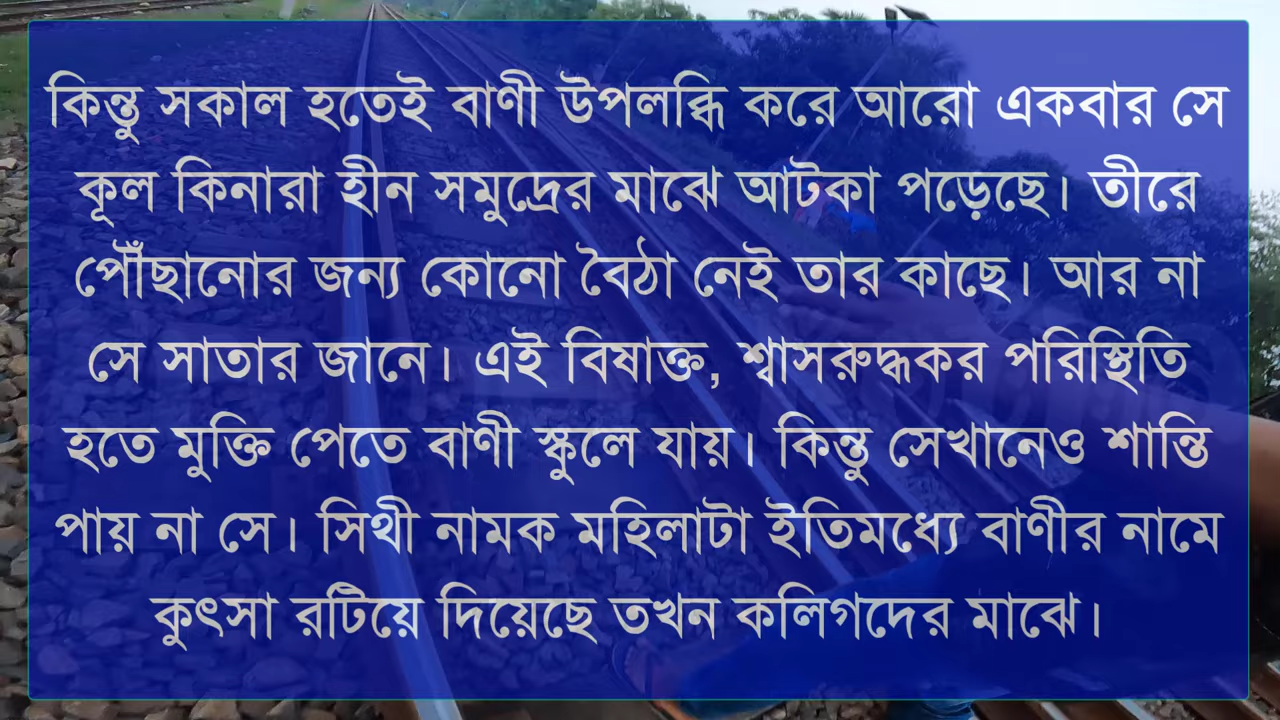 কিন্তু সকাল হতেই বাণী উপলব্ধি করে আরো একবার সে
কূল কিনারা হীন সমুদ্রের মাঝে আটকা পড়েছে। তীরে
পৌঁছানোর জন্য কোনো বৈঠা নেই তার কাছে। আর না
সে সাতার জানে। এই বিষাক্ত, শ্বাসরুদ্ধকর পরিস্থিতি
হতে মুক্তি পেতে বাণী স্কুলে যায়। কিন্তু সেখানেও শান্তি
পায় না সে। সিথী নামক মহিলাটা ইতিমধ্যে বাণীর নামে
কুৎসা রটিয়ে দিয়েছে তখন কলিগদের মাঝে।